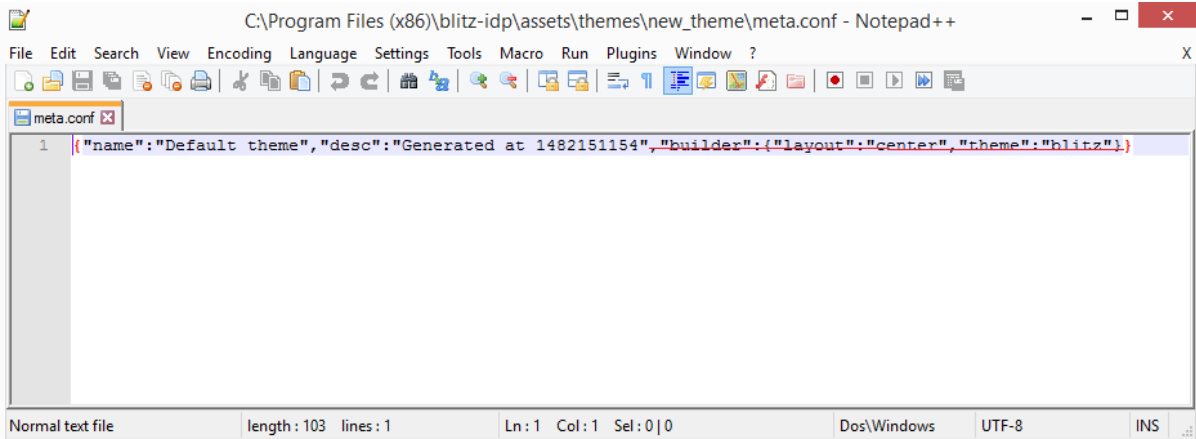 C:\Program Files (x86)\blitz-idp\assets\themes\new_theme\meta.conf - Notepad++
File Edit Search View Encoding Language Settings Tools Macro Run Plugins Window ? X
meta.conf
1 {"name":"Default theme","desc":"Generated at 1482151154","builder":{"layout":"center","theme":"blitz"}}
Normal text file length : 103 lines : 1 Ln : 1 Col : 1 Sel : 0 | 0 Dos\Windows UTF-8 INS